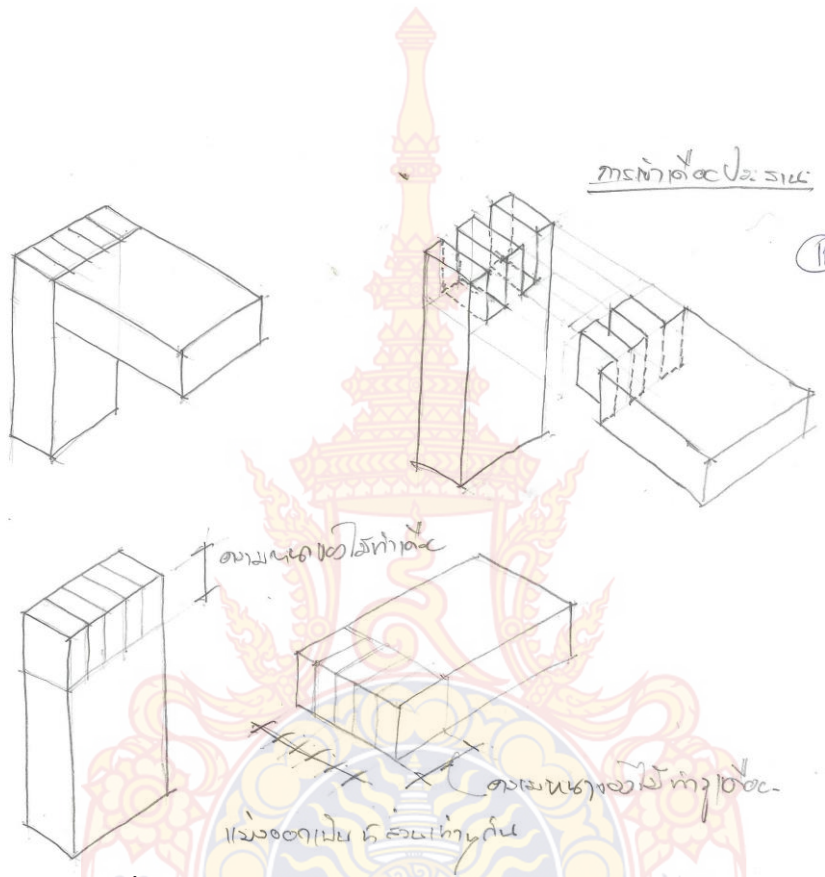 การเข้าเดือยประสาน
ความหนาของไม้ทำเดือย
ความหนาของไม้ทำรูเดือย
แบ่งออกเป็น ๕ ส่วนเท่าๆกัน